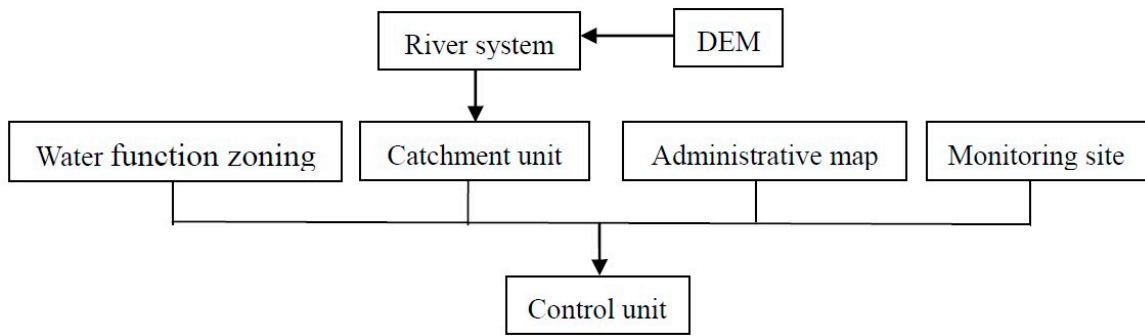 River system
DEM
Water function zoning
Catchment unit
Administrative map
Monitoring site
Control unit